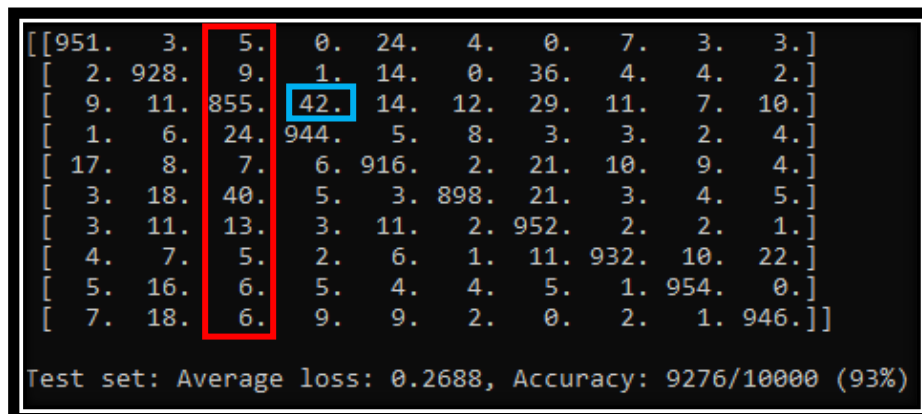 [[951. 3. 5. 0. 24. 4. 0. 7. 3. 3.]
[ 2. 928. 9. 1. 14. 0. 36. 4. 4. 2.]
[ 9. 11. 855. 42. 14. 12. 29. 11. 7. 10.]
[ 1. 6. 24. 944. 5. 8. 3. 3. 2. 4.]
[ 17. 8. 7. 6. 916. 2. 21. 10. 9. 4.]
[ 3. 18. 40. 5. 3. 898. 21. 3. 4. 5.]
[ 3. 11. 13. 3. 11. 2. 952. 2. 2. 1.]
[ 4. 7. 5. 2. 6. 1. 11. 932. 10. 22.]
[ 5. 16. 6. 5. 4. 4. 5. 1. 954. 0.]
[ 7. 18. 6. 9. 9. 2. 0. 2. 1. 946.]]
Test set: Average loss: 0.2688, Accuracy: 9276/10000 (93%)